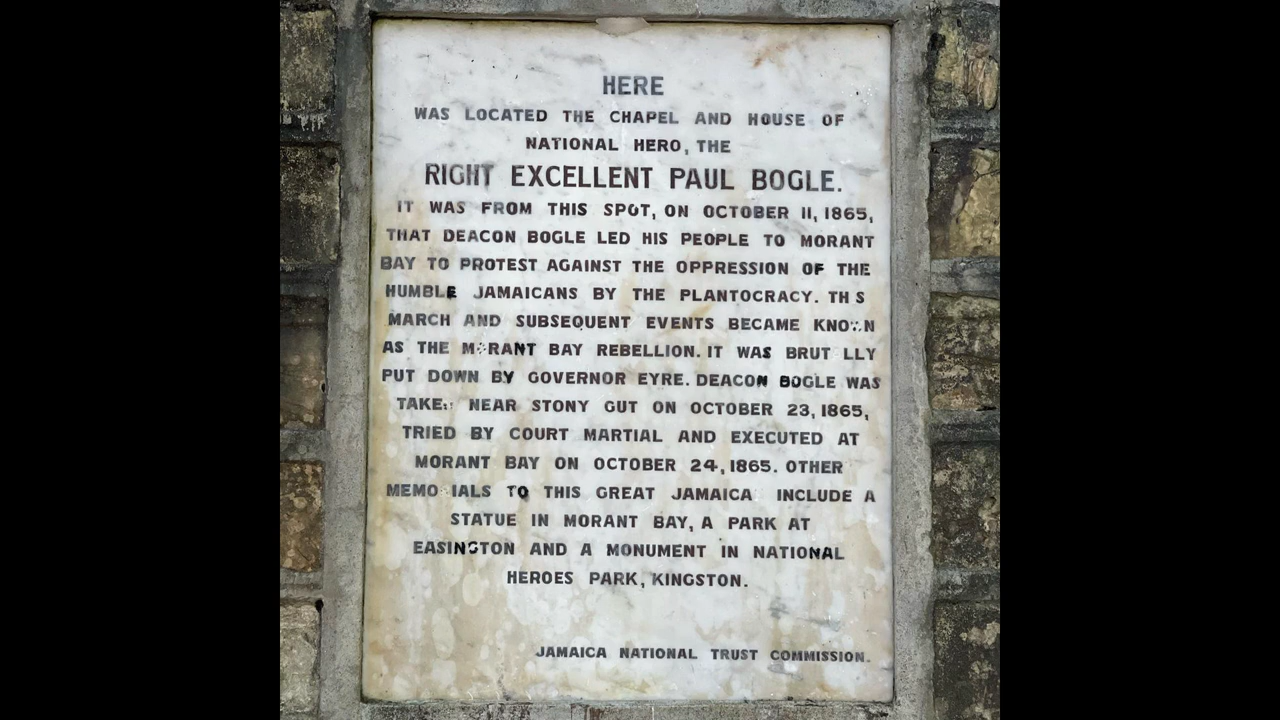 HERE
WAS LOCATED THE CHAPEL AND HOUSE OF
NATIONAL HERO, THE
RIGHT EXCELLENT PAUL BOGLE.
IT WAS FROM THIS SPOT, ON OCTOBER 11, 1865,
THAT DEACON BOGLE LED HIS PEOPLE TO MORANT
BAY TO PROTEST AGAINST THE OPPRESSION OF THE
HUMBLE JAMAICANS BY THE PLANTOCRACY. TH S
MARCH AND SUBSEQUENT EVENTS BECAME KNOWN
AS THE MORANT BAY REBELLION. IT WAS BRUT LLY
PUT DOWN BY GOVERNOR EYRE. DEACON BOGLE WAS
TAKEN NEAR STONY GUT ON OCTOBER 23, 1865,
TRIED BY COURT MARTIAL AND EXECUTED AT
MORANT BAY ON OCTOBER 24, 1865. OTHER
MEMO IALS TO THIS GREAT JAMAICA INCLUDE A
STATUE IN MORANT BAY, A PARK AT
EASINGTON AND A MONUMENT IN NATIONAL
HEROES PARK, KINGSTON.
JAMAICA NATIONAL TRUST COMMISSION.